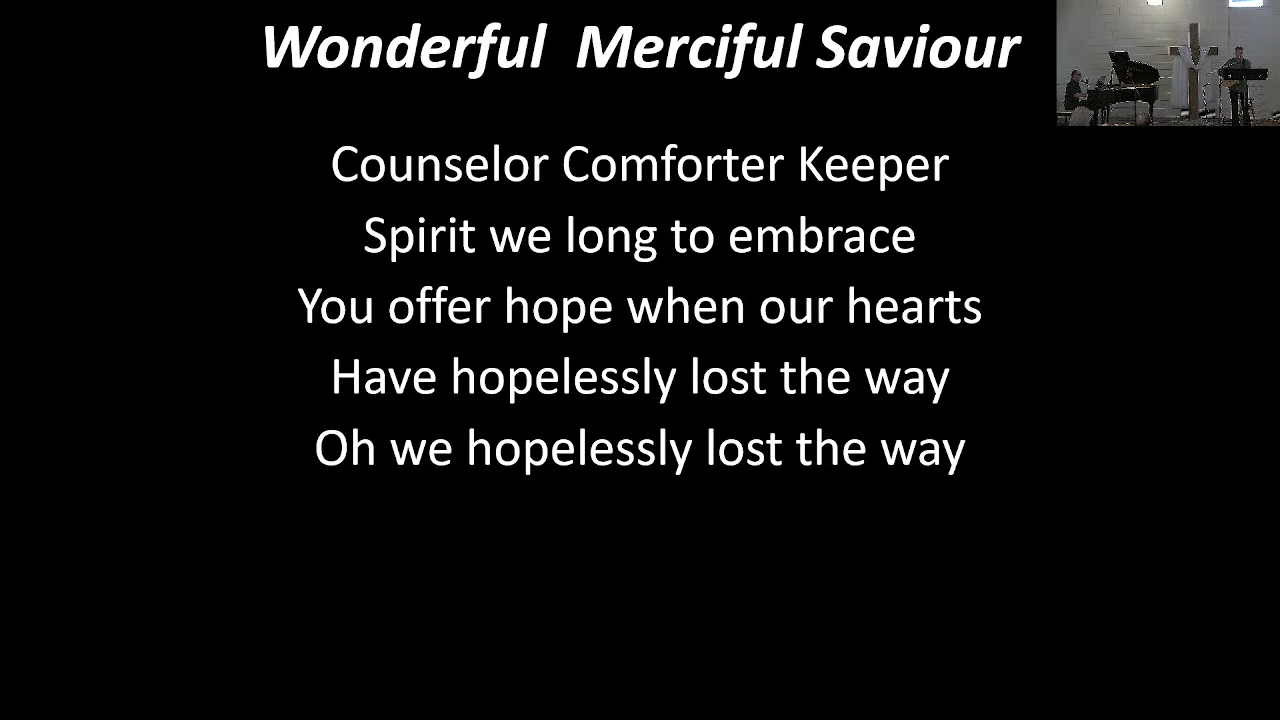 Wonderful  Merciful Saviour
Counselor Comforter Keeper
Spirit we long to embrace
You offer hope when our hearts
Have hopelessly lost the way
Oh we hopelessly lost the way